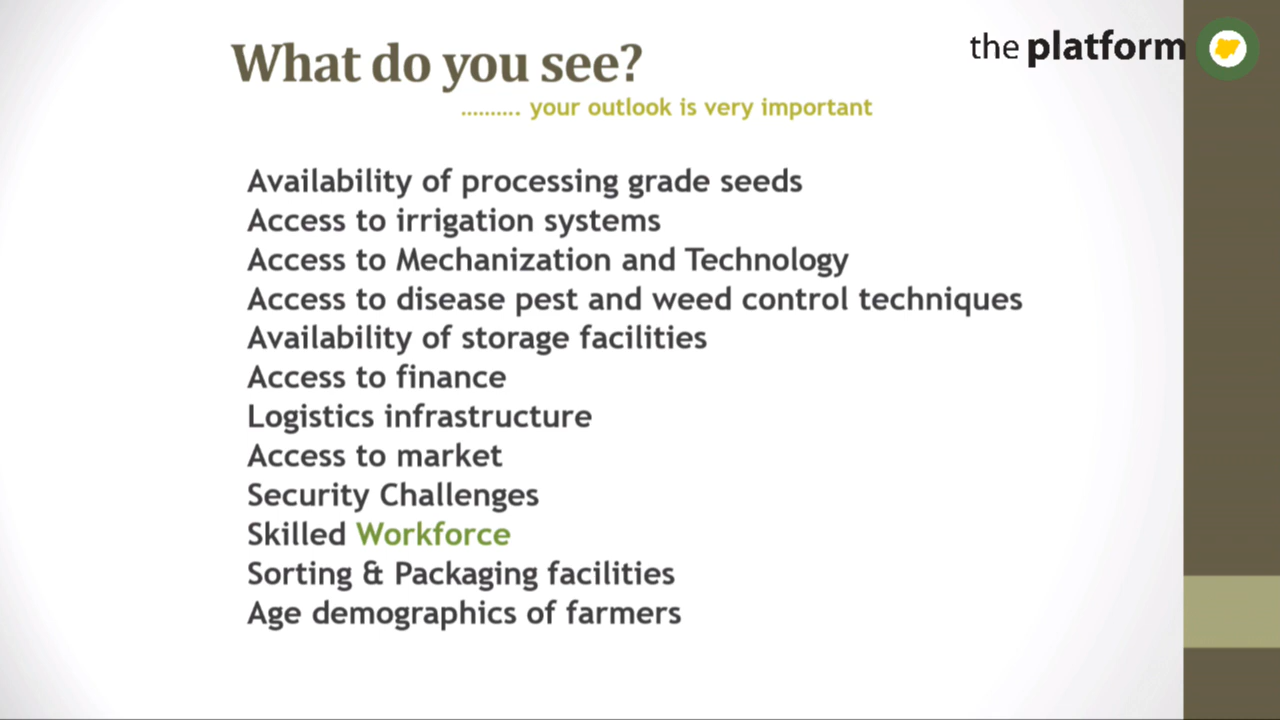 What do you see?
the platform
.......... your outlook is very important
Availability of processing grade seeds
Access to irrigation systems
Access to Mechanization and Technology
Access to disease pest and weed control techniques
Availability of storage facilities
Access to finance
Logistics infrastructure
Access to market
Security Challenges
Skilled Workforce
Sorting & Packaging facilities
Age demographics of farmers